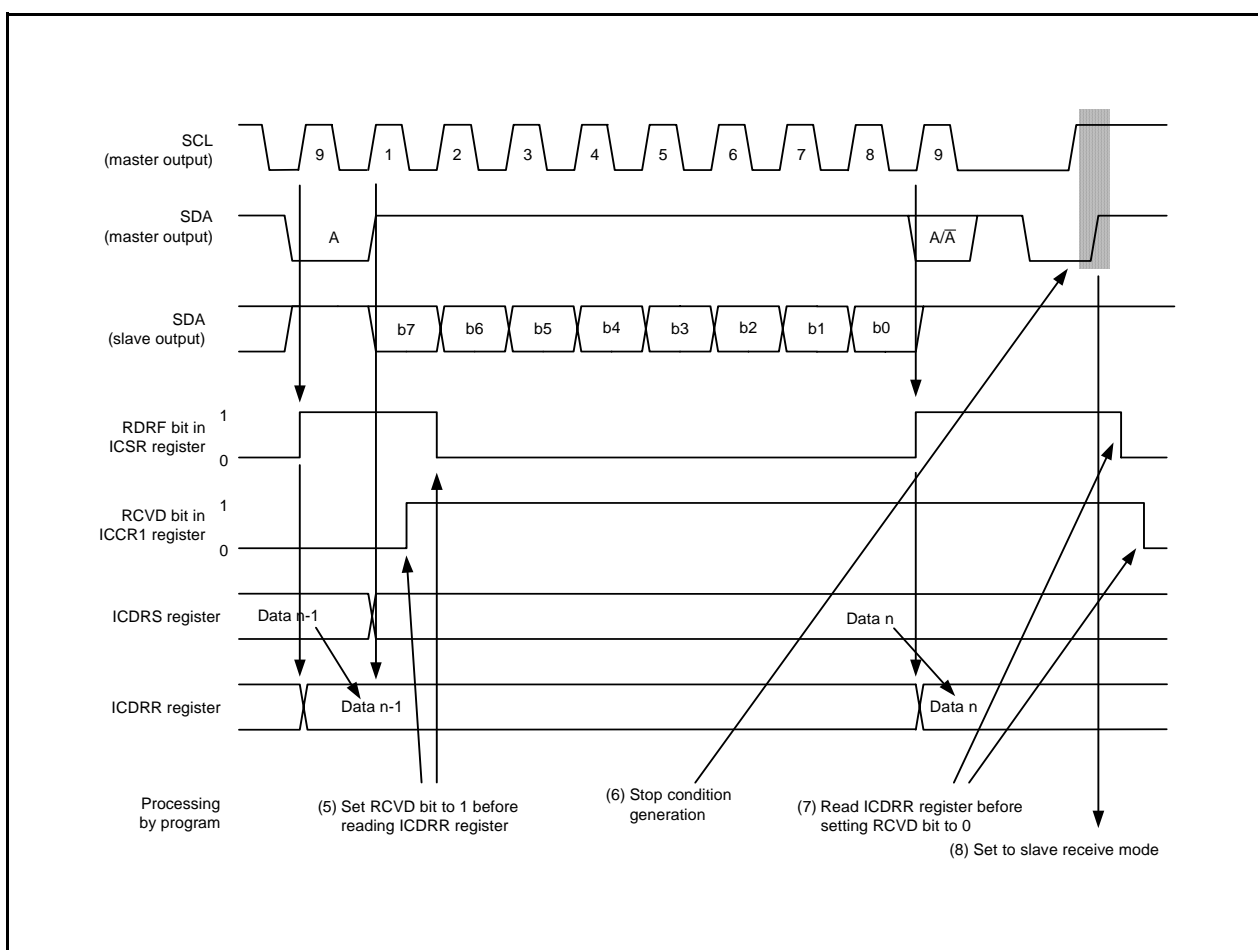 SCL
(master output)
9 1 2 3 4 5 6 7 8 9
SDA
(master output)
A A/A̅
SDA
(slave output)
b7 b6 b5 b4 b3 b2 b1 b0
RDRF bit in
ICSR register
1
0
RCVD bit in
ICCR1 register
1
0
ICDRS register
Data n-1 Data n
ICDRR register
Data n-1 Data n
Processing
by program
(5) Set RCVD bit to 1 before
reading ICDRR register
(6) Stop condition
generation
(7) Read ICDRR register before
setting RCVD bit to 0
(8) Set to slave receive mode